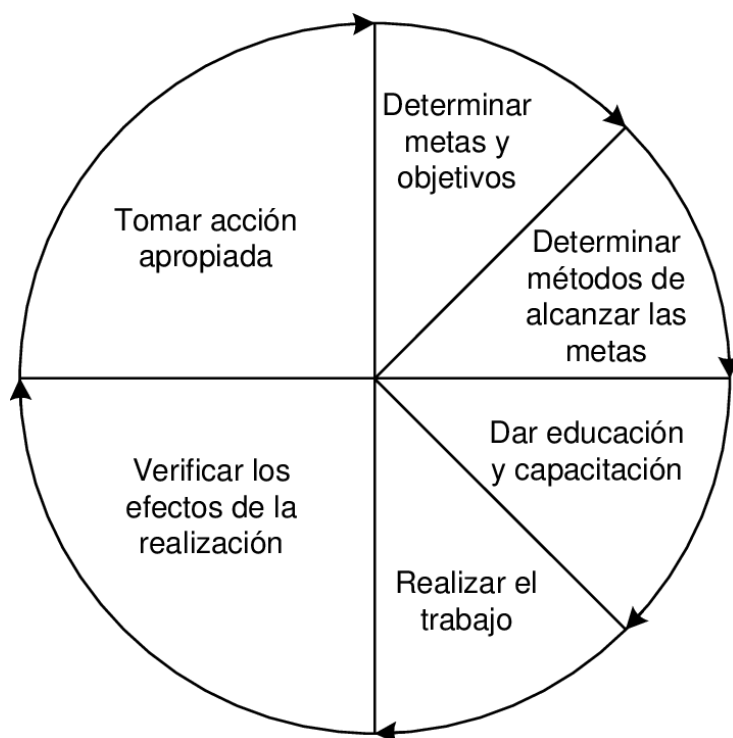 Determinar
metas y
objetivos
Determinar
métodos de
alcanzar las
metas
Dar educación
y capacitación
Realizar el
trabajo
Verificar los
efectos de la
realización
Tomar acción
apropiada